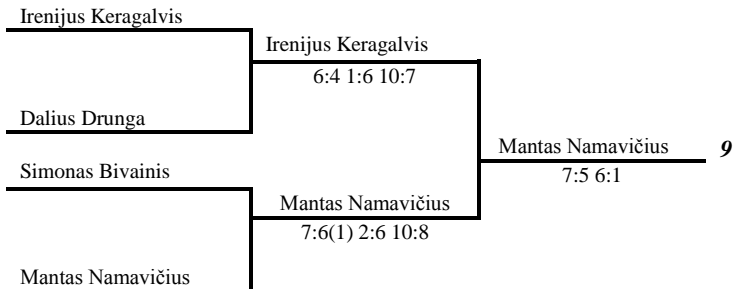 Irenijus Keragalvis
Irenijus Keragalvis
6:4 1:6 10:7
Dalius Drunga
Mantas Namavičius 9
7:5 6:1
Simonas Bivainis
Mantas Namavičius
7:6(1) 2:6 10:8
Mantas Namavičius